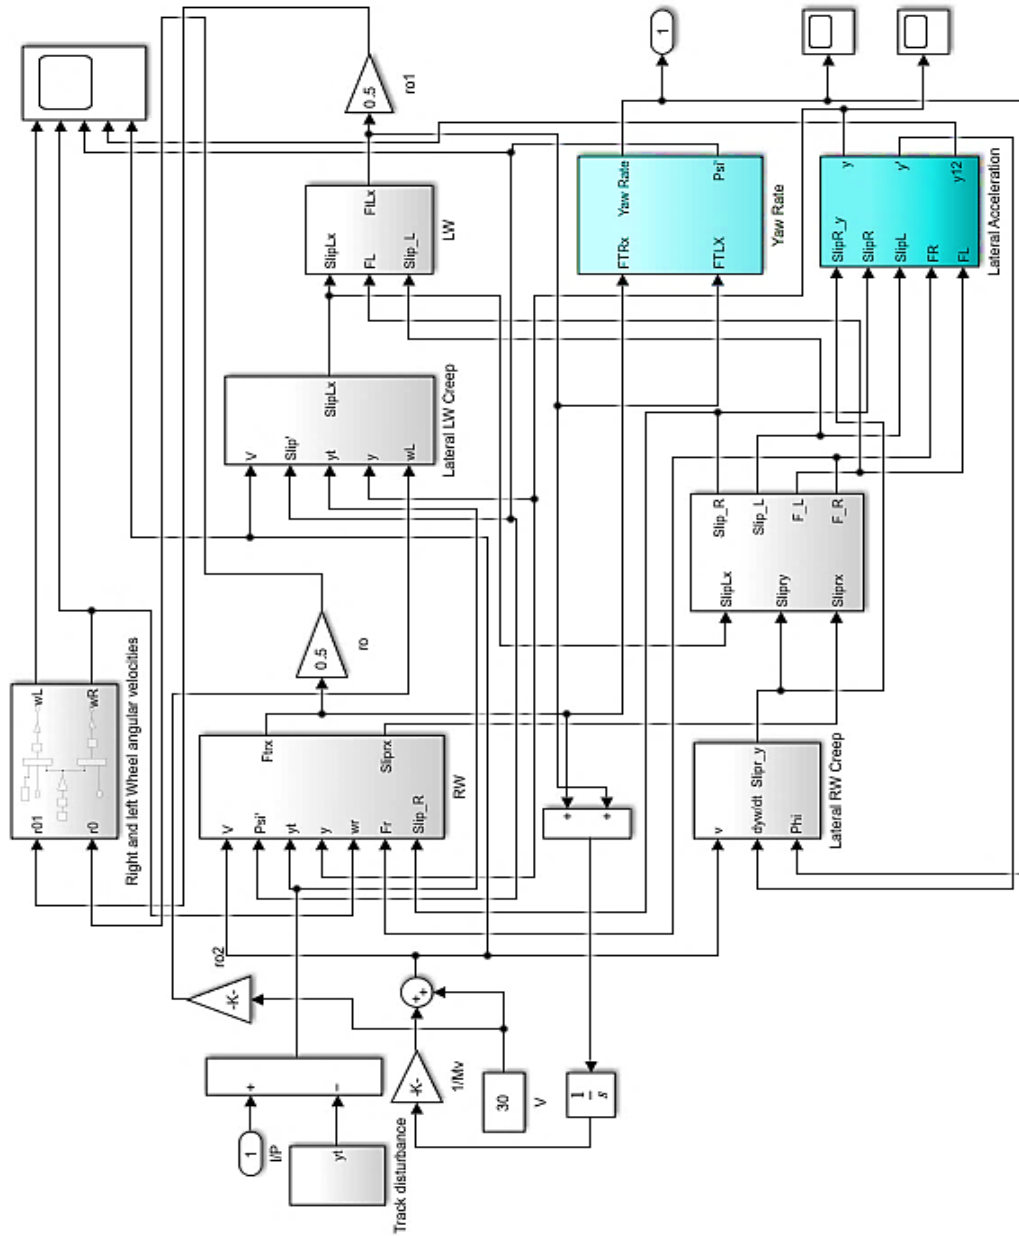 1
I/P
yt
Track disturbance
+
−
-K-
ro2
-K-
1/Mv
30
V
++
1
s
r01
r0
wL
wR
Right and left Wheel angular velocities
V
Psi'
yt
y
wr
Fr
Slip_R
Ftrx
Sliprx
RW
0.5
ro
+
+
v
dyw/dt
Phi
Slipr_y
Lateral RW Creep
V
Slip'
yt
y
wL
SlipLx
Lateral LW Creep
SlipLx
Slipry
Sliprx
Slip_R
Slip_L
F_L
F_R
SlipLx
FL
Slip_L
FtLx
LW
0.5
ro1
FTRx
FTLX
Yaw Rate
Psi'
Yaw Rate
SlipR_y
SlipR
SlipL
FR
FL
y
y'
y12
Lateral Acceleration
1